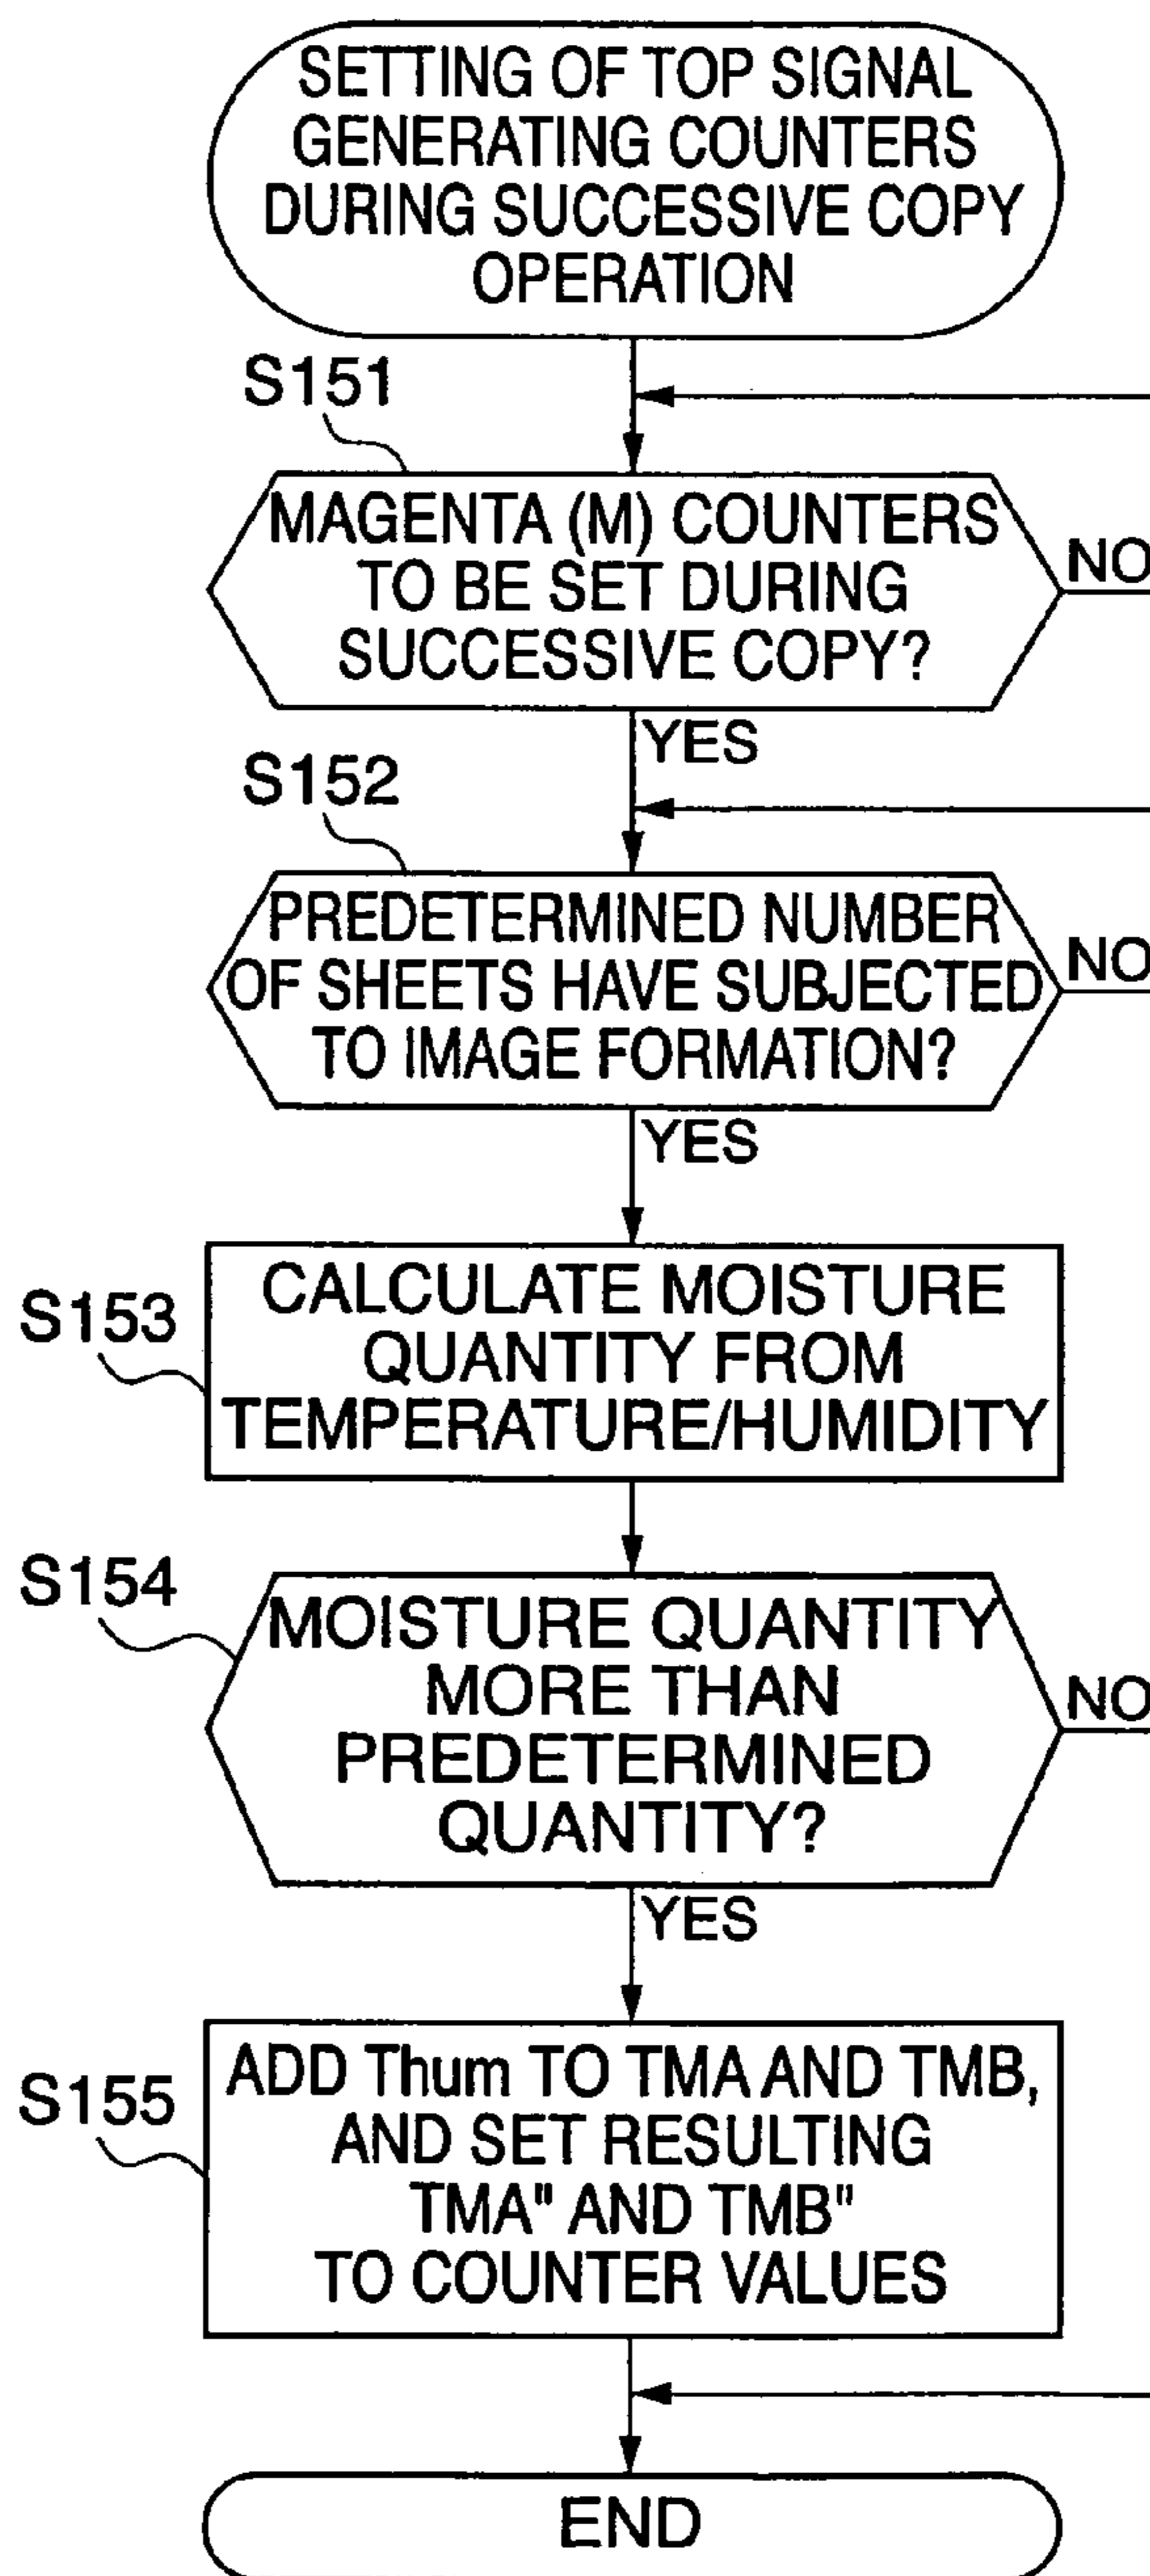 SETTING OF TOP SIGNAL
GENERATING COUNTERS
DURING SUCCESSIVE COPY
OPERATION
S151
MAGENTA (M) COUNTERS
TO BE SET DURING
SUCCESSIVE COPY?
NO
YES
S152
PREDETERMINED NUMBER
OF SHEETS HAVE SUBJECTED
TO IMAGE FORMATION?
NO
YES
S153
CALCULATE MOISTURE
QUANTITY FROM
TEMPERATURE/HUMIDITY
S154
MOISTURE QUANTITY
MORE THAN
PREDETERMINED
QUANTITY?
NO
YES
S155
ADD Thum TO TMA AND TMB,
AND SET RESULTING
TMA" AND TMB"
TO COUNTER VALUES
END